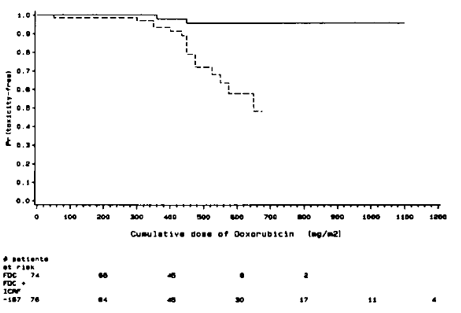 1.0
0.9
0.8
0.7
0.6
0.5
0.4
0.3
0.2
0.1
0.0
Pr(toxicity-free)
0 100 200 300 400 500 600 700 800 900 1000 1100 1200
Cumulative dose of Doxorubicin (mg/m2)
# patients
at risk
FDC 74 66 45 8 2
FDC +
ICRF
-187 76 64 45 30 17 11 4